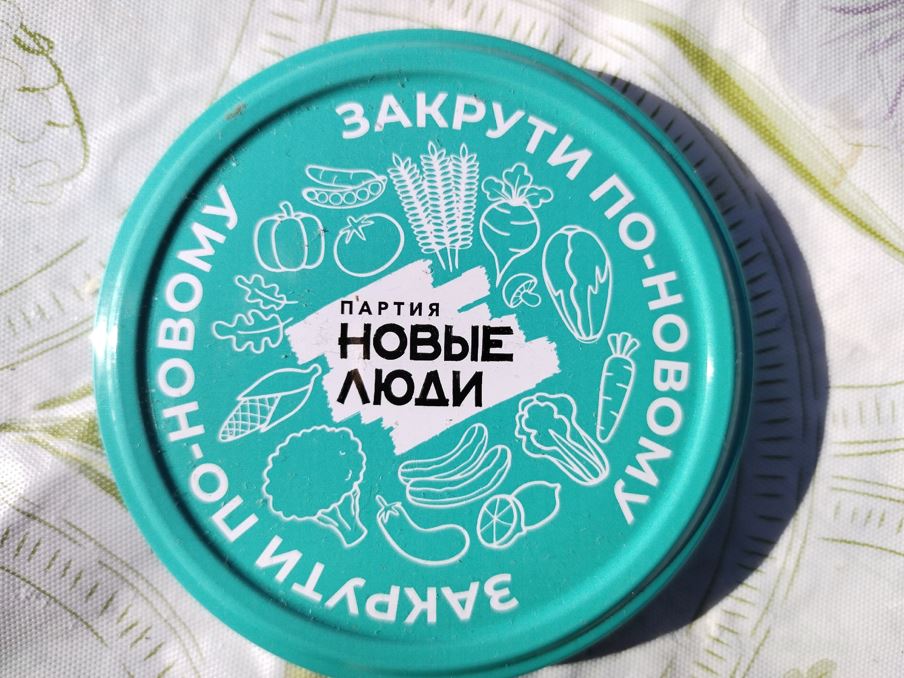 ЗАКРУТИ ПО-НОВОМУ
ПАРТИЯ
НОВЫЕ
ЛЮДИ
ЗАКРУТИ ПО-НОВОМУ